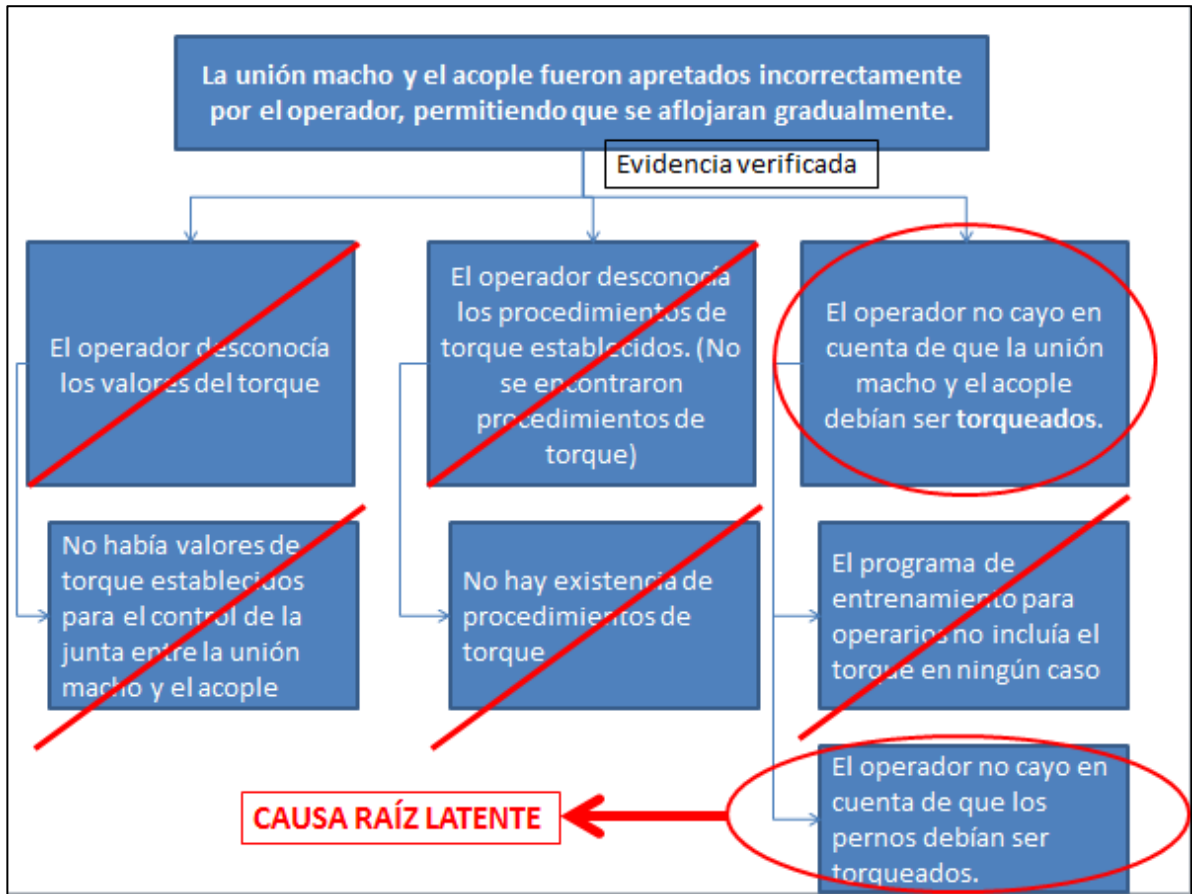 La unión macho y el acople fueron apretados incorrectamente
por el operador, permitiendo que se aflojaran gradualmente.
Evidencia verificada
El operador desconocía
los valores del torque
El operador desconocía
los procedimientos de
torque establecidos. (No
se encontraron
procedimientos de
torque)
El operador no cayo en
cuenta de que la unión
macho y el acople
debían ser torqueados.
No había valores de
torque establecidos
para el control de la
junta entre la unión
macho y el acople
No hay existencia de
procedimientos de
torque
El programa de
entrenamiento para
operarios no incluía el
torque en ningún caso
El operador no cayo en
cuenta de que los
pernos debían ser
torqueados.
CAUSA RAÍZ LATENTE